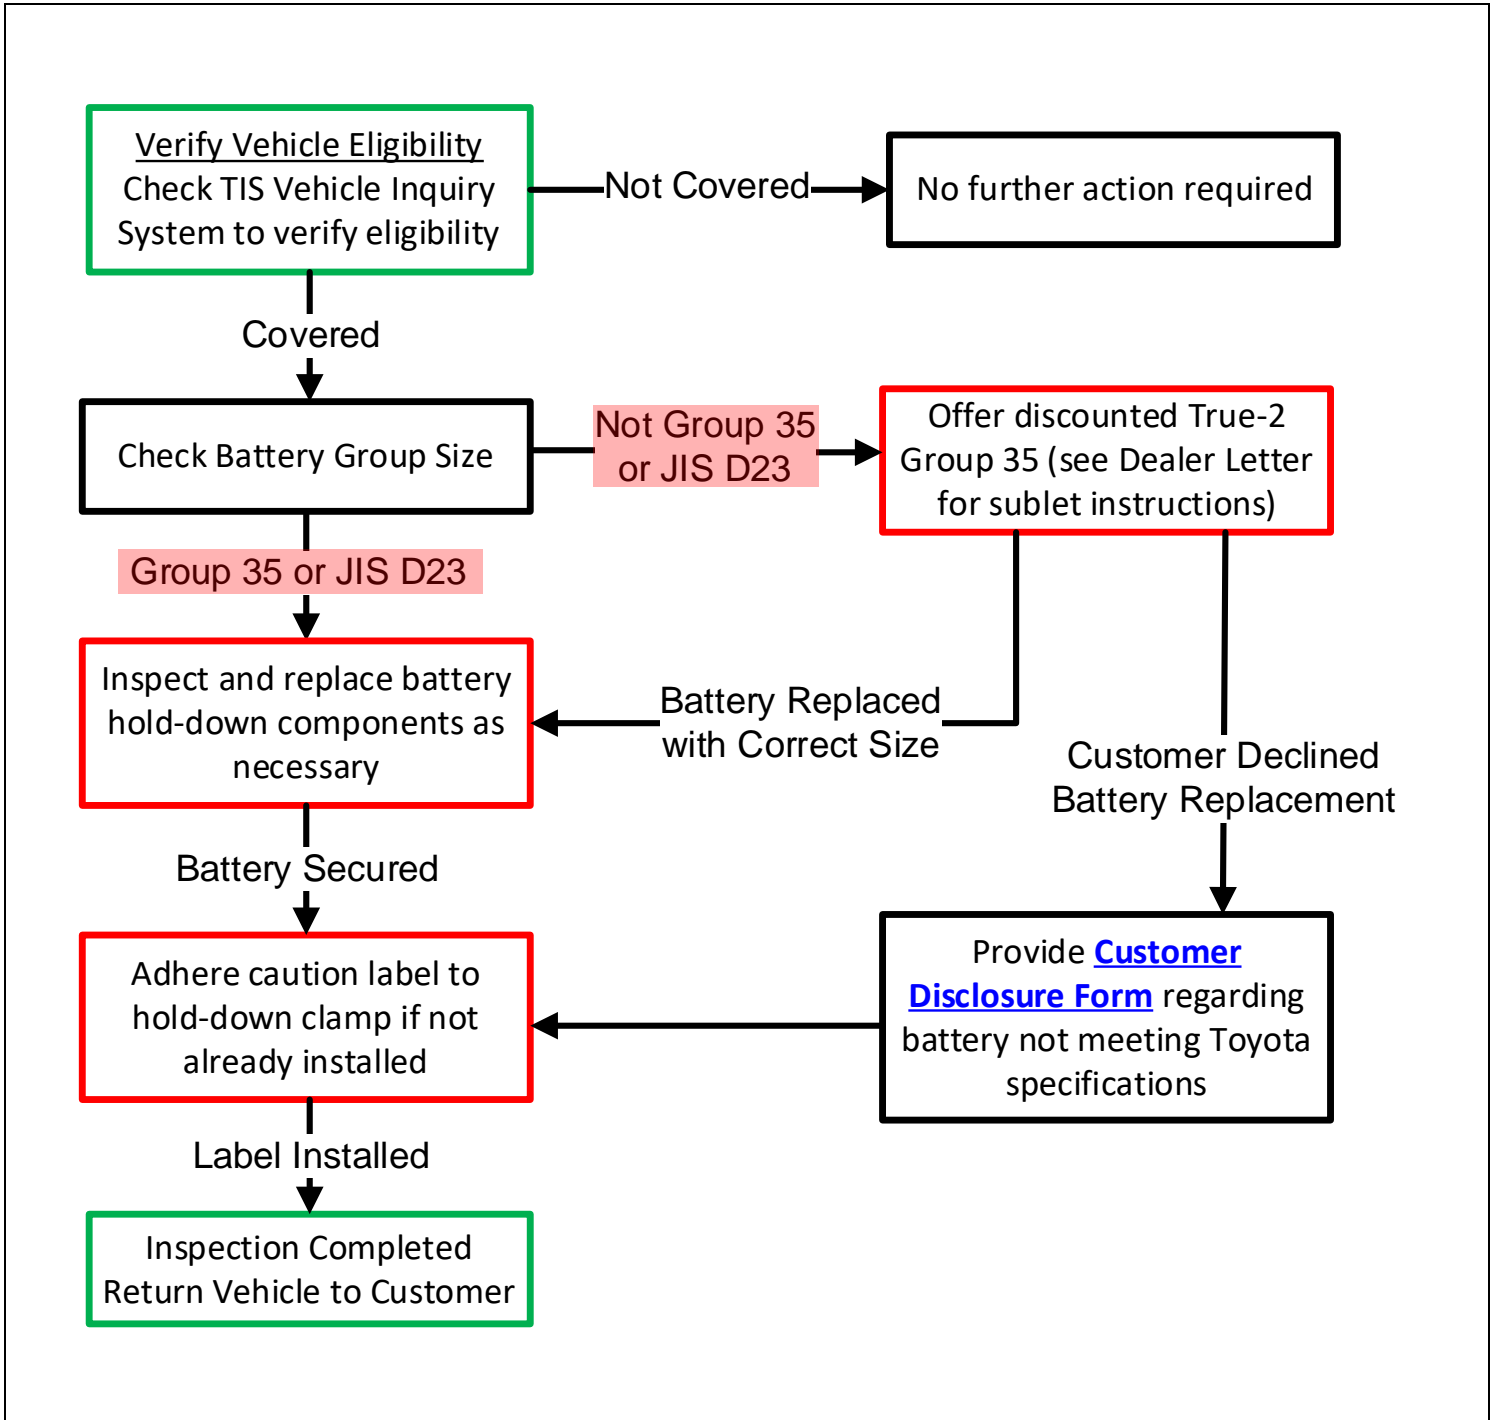 Verify Vehicle Eligibility
Check TIS Vehicle Inquiry
System to verify eligibility
Not Covered
No further action required
Covered
Check Battery Group Size
Not Group 35
or JIS D23
Offer discounted True-2
Group 35 (see Dealer Letter
for sublet instructions)
Group 35 or JIS D23
Inspect and replace battery
hold-down components as
necessary
Battery Replaced
with Correct Size
Customer Declined
Battery Replacement
Battery Secured
Adhere caution label to
hold-down clamp if not
already installed
Provide Customer
Disclosure Form regarding
battery not meeting Toyota
specifications
Label Installed
Inspection Completed
Return Vehicle to Customer